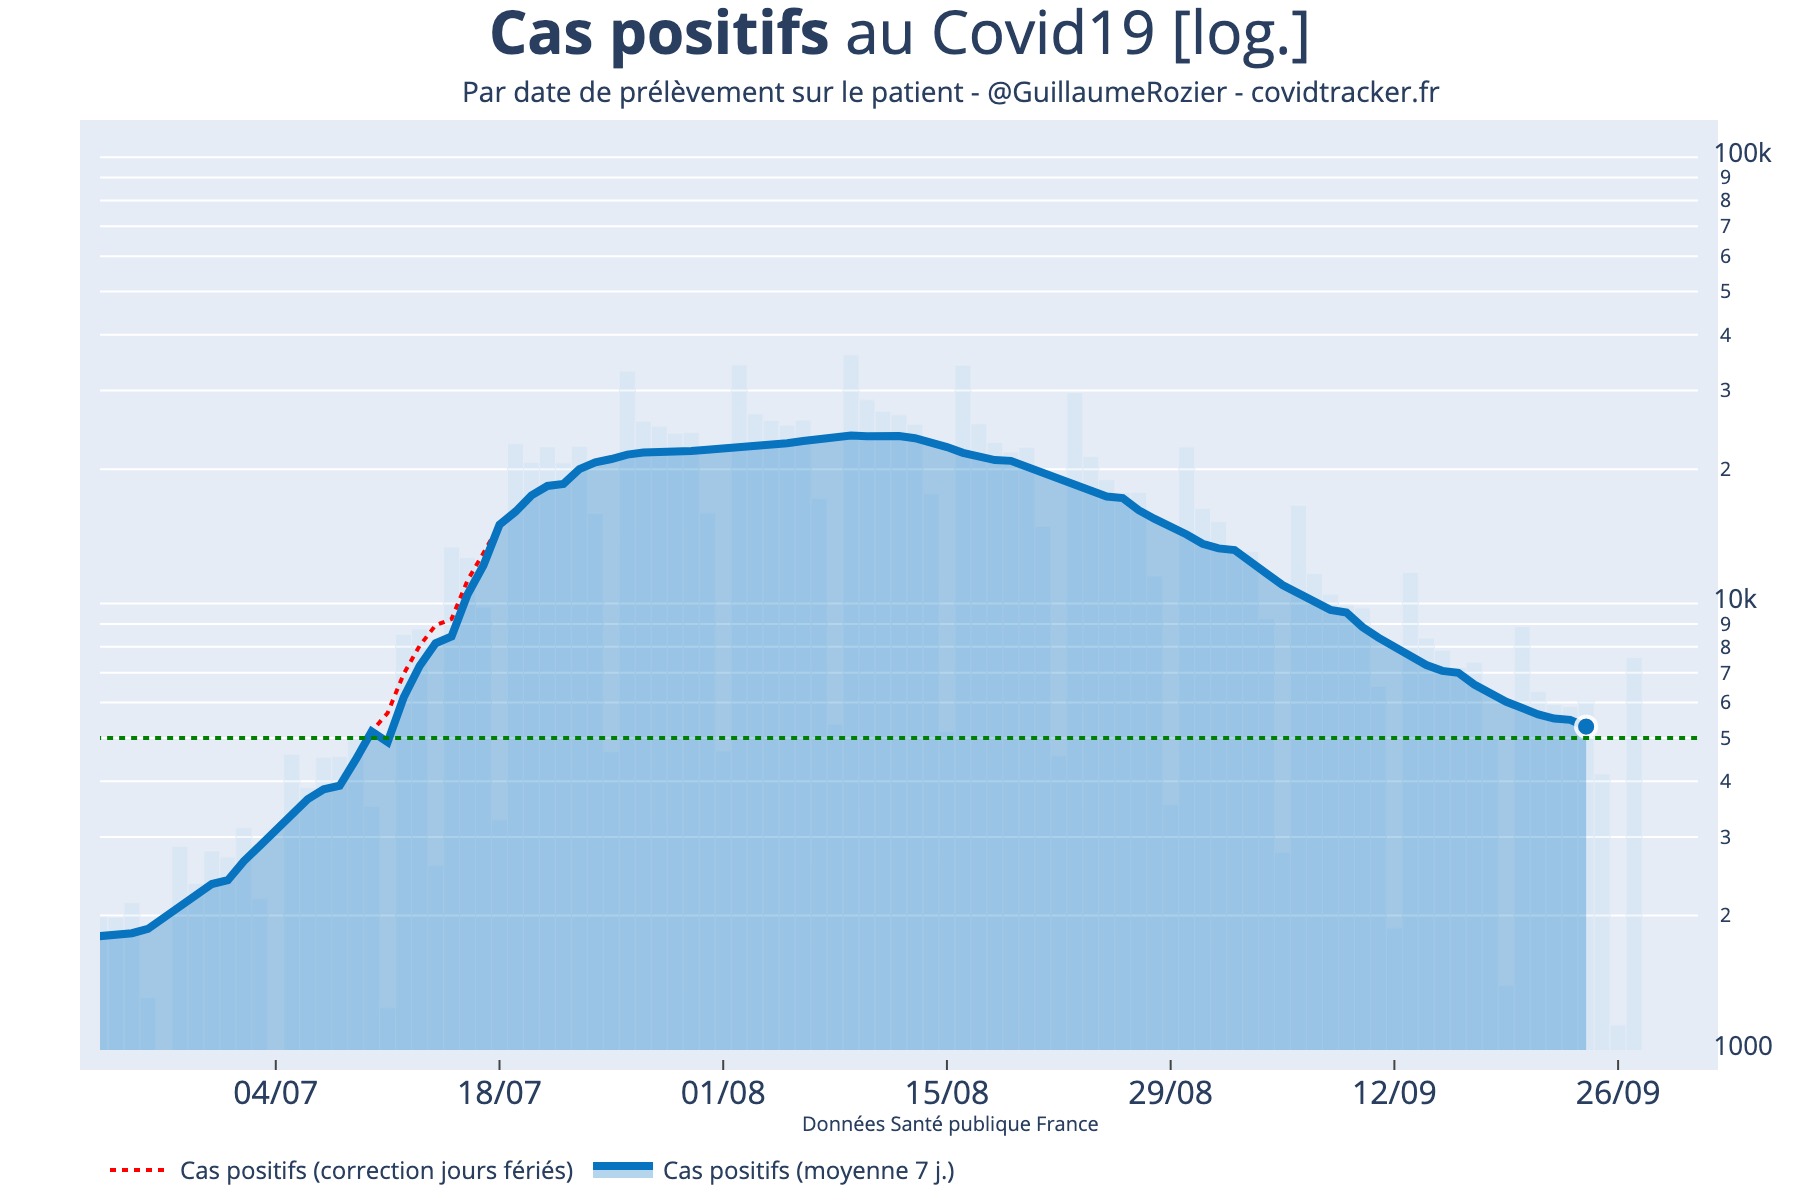 Cas positifs au Covid19 [log.]
Par date de prélèvement sur le patient - @GuillaumeRozier - covidtracker.fr
100k
9
8
7
6
5
4
3
2
10k
9
8
7
6
5
4
3
2
1000
04/07 18/07 01/08 15/08 29/08 12/09 26/09
Données Santé publique France
Cas positifs (correction jours fériés) Cas positifs (moyenne 7 j.)